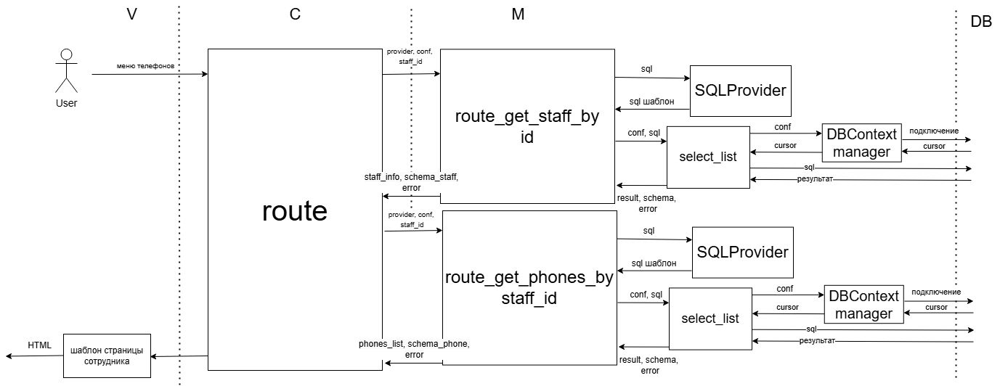 V
C
M
DB
User
меню телефонов
route
provider, conf,
staff_id
route_get_staff_by
id
sql
SQLProvider
sql шаблон
conf, sql
select_list
conf
cursor
DBContext
manager
подключение
cursor
sql
результат
result, schema,
error
staff_info, schema_staff,
error
provider, conf,
staff_id
route_get_phones_by
staff_id
sql
SQLProvider
sql шаблон
conf, sql
select_list
conf
cursor
DBContext
manager
подключение
cursor
sql
результат
result, schema,
error
phones_list, schema_phone,
error
шаблон страницы
сотрудника
HTML